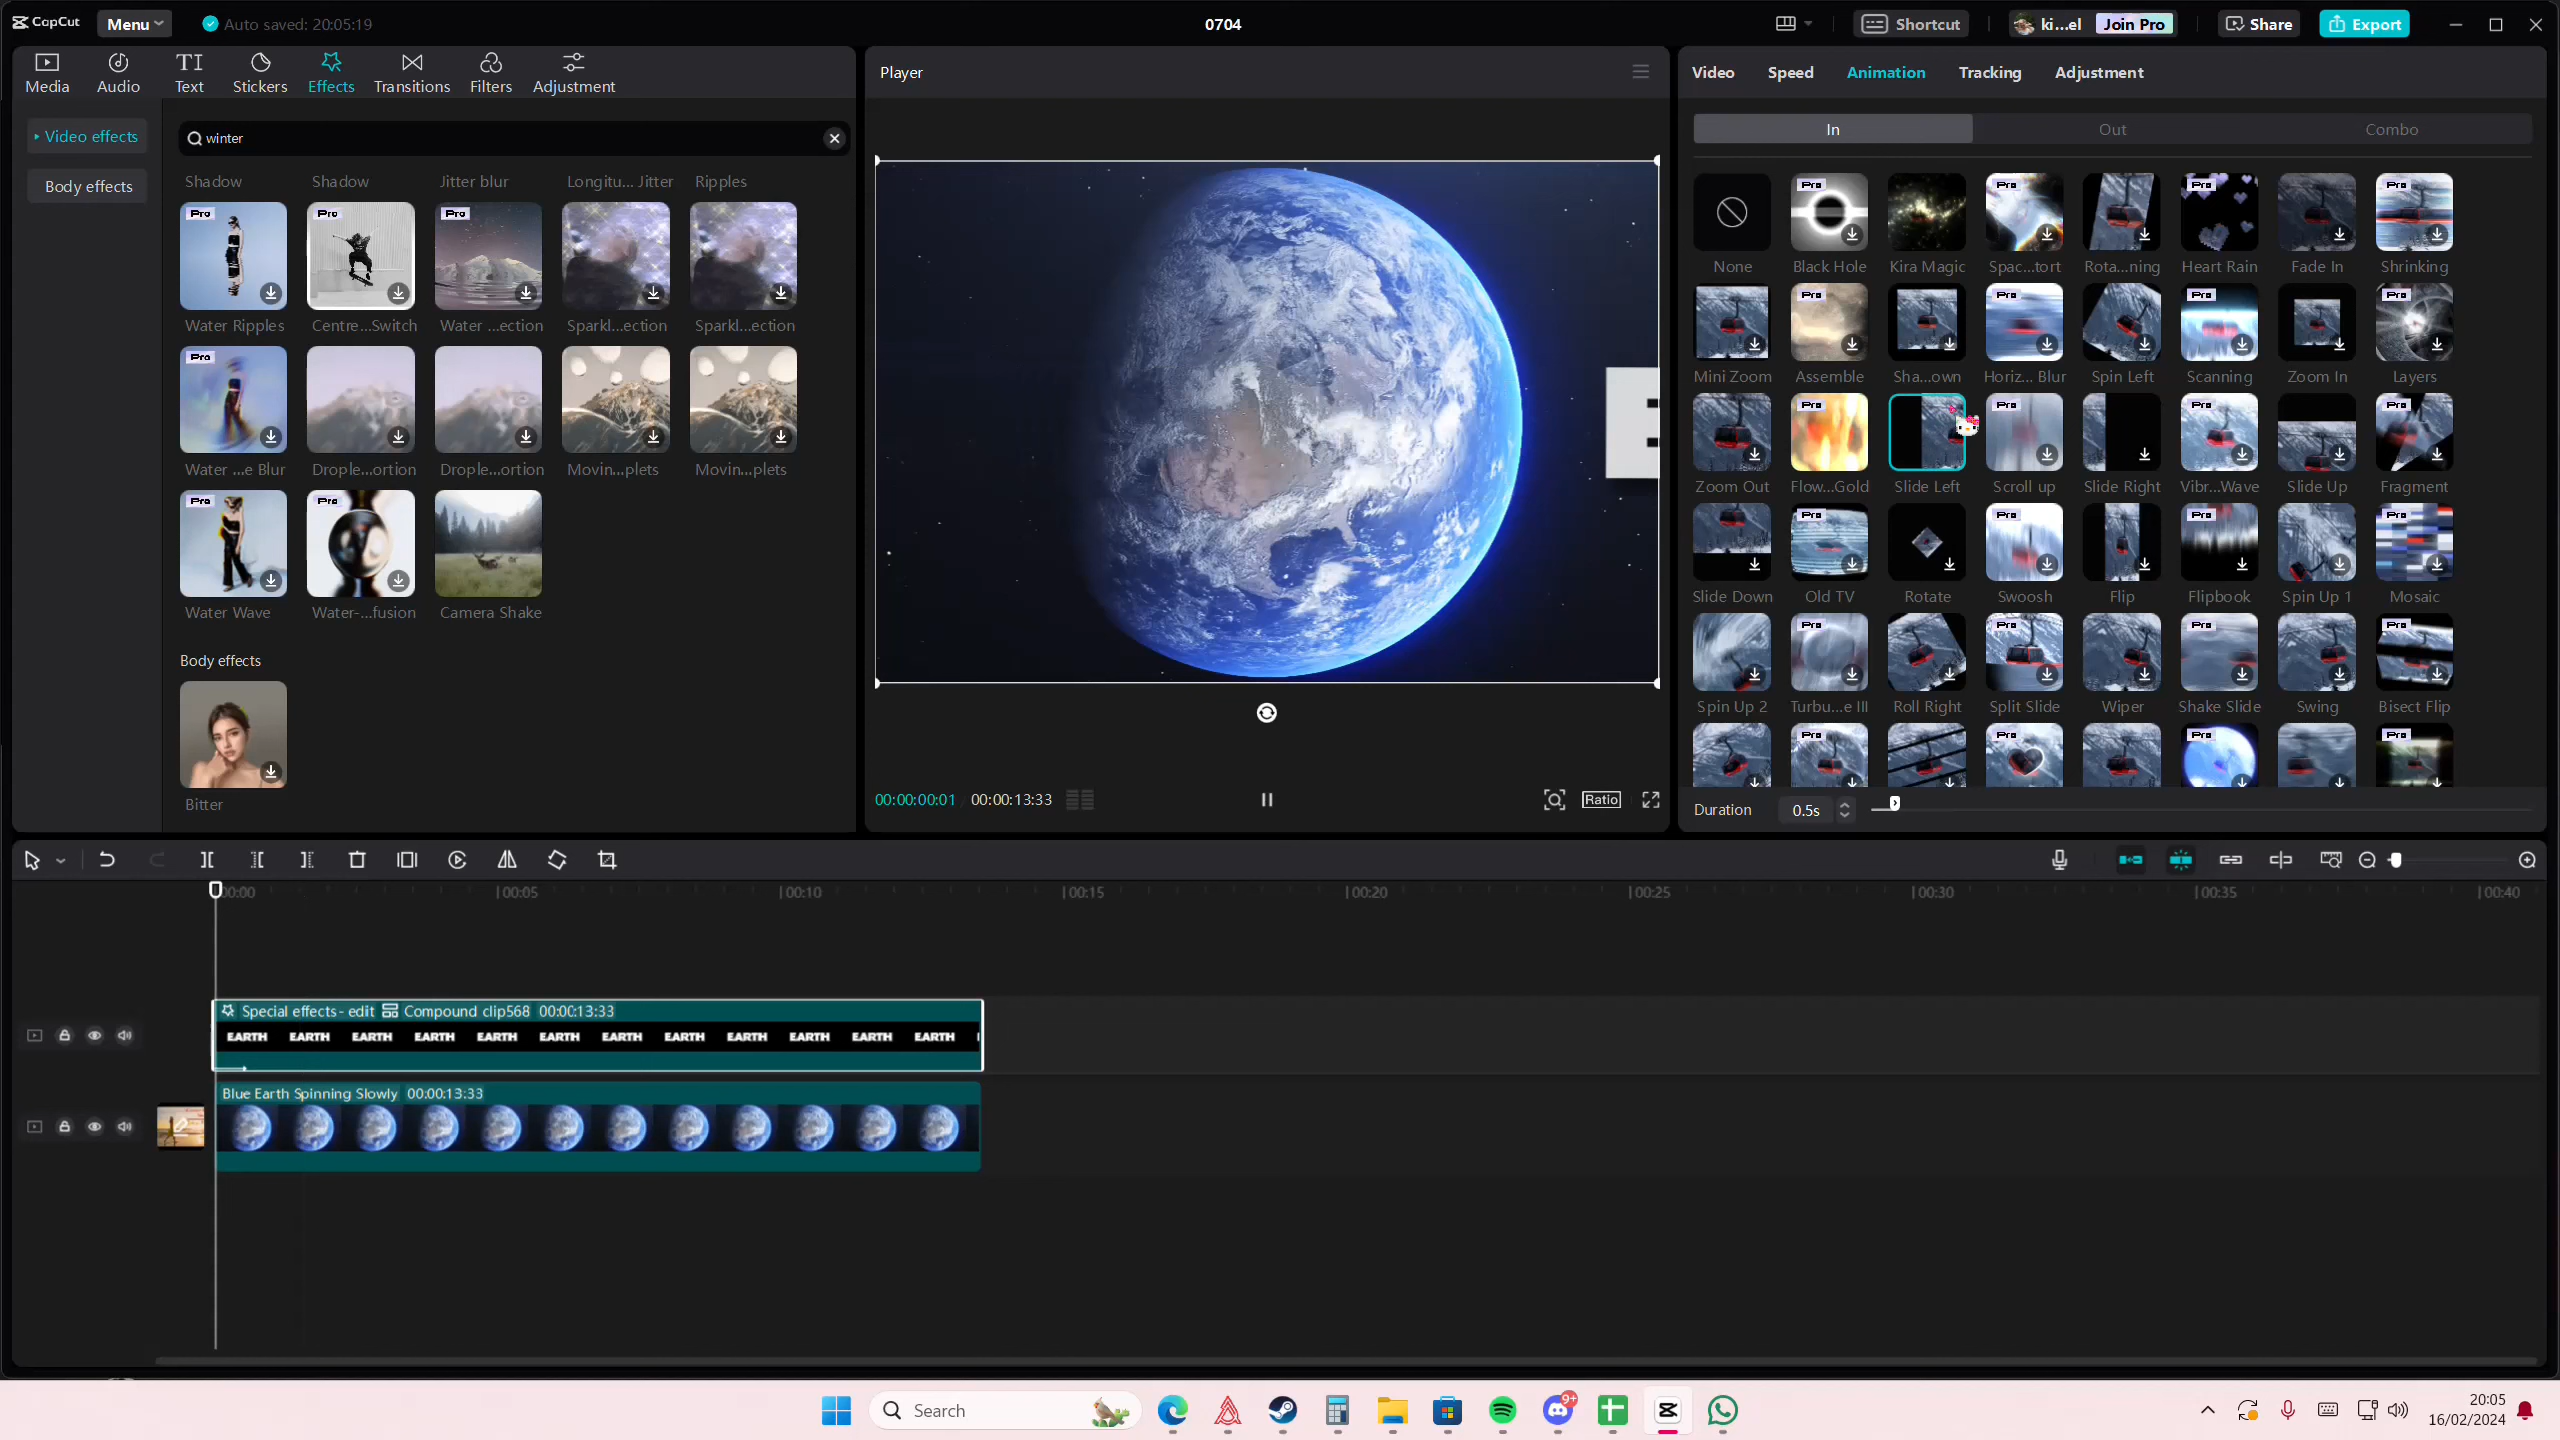 CapCut
Menu
Auto saved: 20:05:19
0704
Shortcut
ki...el
Join Pro
Share
Export
Media
Audio
Text
Stickers
Effects
Transitions
Filters
Adjustment
Video effects
Body effects
winter
Shadow
Shadow
Jitter blur
Longitu... Jitter
Ripples
Pro
Pro
Pro
Water Ripples
Centre...Switch
Water ...ection
Sparkl...ection
Sparkl...ection
Pro
Water ...e Blur
Drople...ortion
Drople...ortion
Movin...plets
Movin...plets
Pro
Pro
Water Wave
Water-...fusion
Camera Shake
Body effects
Bitter
Player
E
00:00:00:01
00:00:13:33
Ratio
Video
Speed
Animation
Tracking
Adjustment
In
Out
Combo
Pro
Pro
Pro
Pro
None
Black Hole
Kira Magic
Spac...tort
Rota...ning
Heart Rain
Fade In
Shrinking
Pro
Pro
Pro
Pro
Mini Zoom
Assemble
Sha...own
Horiz... Blur
Spin Left
Scanning
Zoom In
Layers
Pro
Pro
Pro
Pro
Zoom Out
Flow...Gold
Slide Left
Scroll up
Slide Right
Vibr...Wave
Slide Up
Fragment
Pro
Pro
Pro
Pro
Slide Down
Old TV
Rotate
Swoosh
Flip
Flipbook
Spin Up 1
Mosaic
Pro
Pro
Pro
Pro
Spin Up 2
Turbu...e III
Roll Right
Split Slide
Wiper
Shake Slide
Swing
Bisect Flip
Pro
Pro
Pro
Pro
Duration
0.5s
00:00
00:05
00:10
00:15
00:20
00:25
00:30
00:35
00:40
Special effects - edit
Compound clip568
00:00:13:33
EARTH EARTH EARTH EARTH EARTH EARTH EARTH EARTH EARTH EARTH EARTH EARTH
Blue Earth Spinning Slowly
00:00:13:33
Search
9+
20:05
16/02/2024